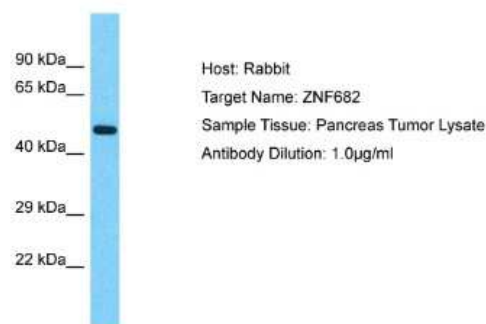 90 kDa
65 kDa
40 kDa
29 kDa
22 kDa
Host: Rabbit
Target Name: ZNF682
Sample Tissue: Pancreas Tumor Lysate
Antibody Dilution: 1.0µg/ml